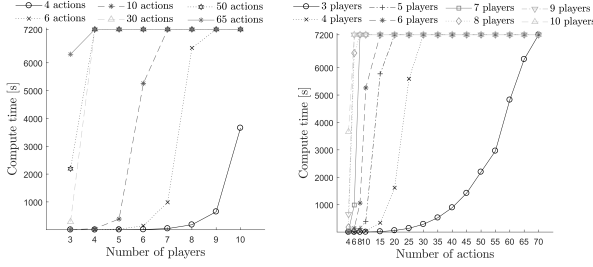 4 actions 10 actions 50 actions
6 actions 30 actions 65 actions
7200
6000
5000
4000
3000
2000
1000
Compute time [s]
3 4 5 6 7 8 9 10
Number of players
3 players 5 players 7 players 9 players
4 players 6 players 8 players 10 players
7200
6000
5000
4000
3000
2000
1000
Compute time [s]
4 6 8 10 15 20 25 30 35 40 45 50 55 60 65 70
Number of actions